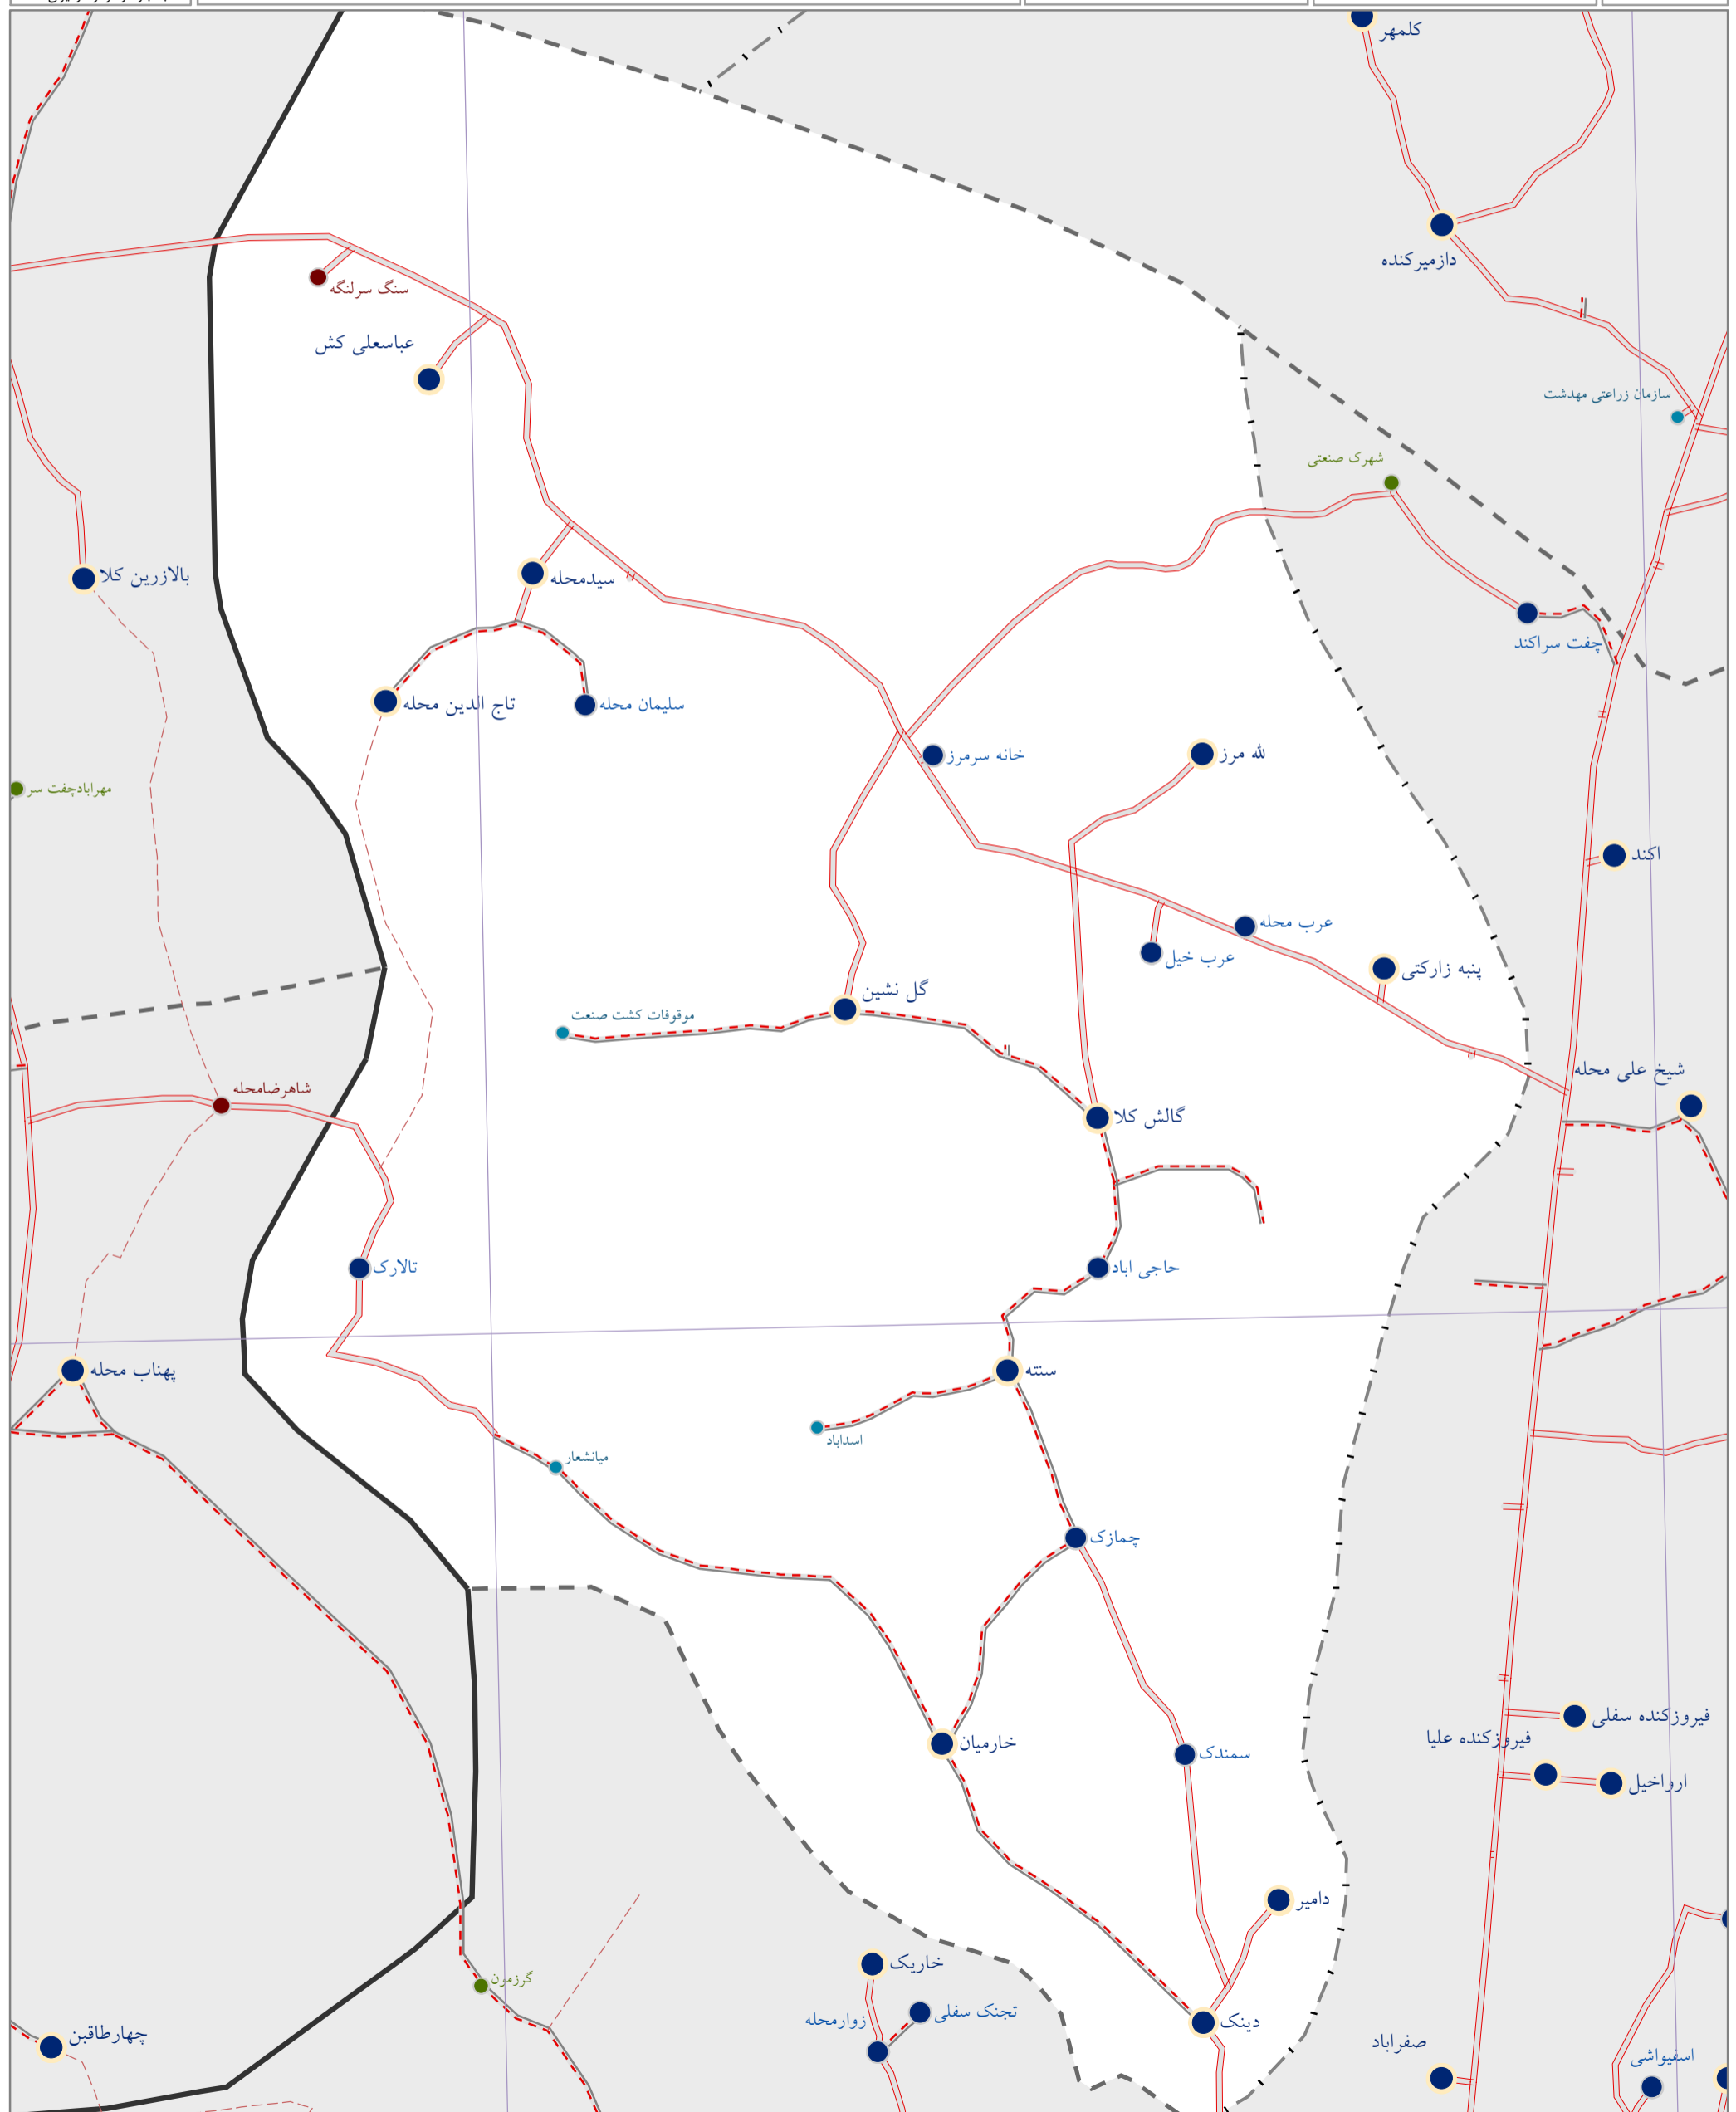 کلمهر
دازمیرکنده
سنگ سرلنگه
عباسعلی کش
سازمان زراعتی مهدشت
شهرک صنعتی
بالازرین کلا
سیدمحله
چفت سراکند
تاج الدین محله
سلیمان محله
خانه سرمرز
لله مرز
مهرابادچفت سر
اکند
عرب محله
عرب خیل
پنبه زارکتی
گل نشین
موقوفات کشت صنعت
شیخ علی محله
شاهرضامحله
گالش کلا
تالارک
حاجی اباد
پهناب محله
سنته
اسداباد
میانشعار
چمازک
فیروزکنده سفلی
فیروزکنده علیا
خارمیان
سمندک
ارواخیل
دامیر
خاریک
گرزمرن
تجنک سفلی
زوارمحله
دینک
چهارطاقبن
صفراباد
اسفیواشی